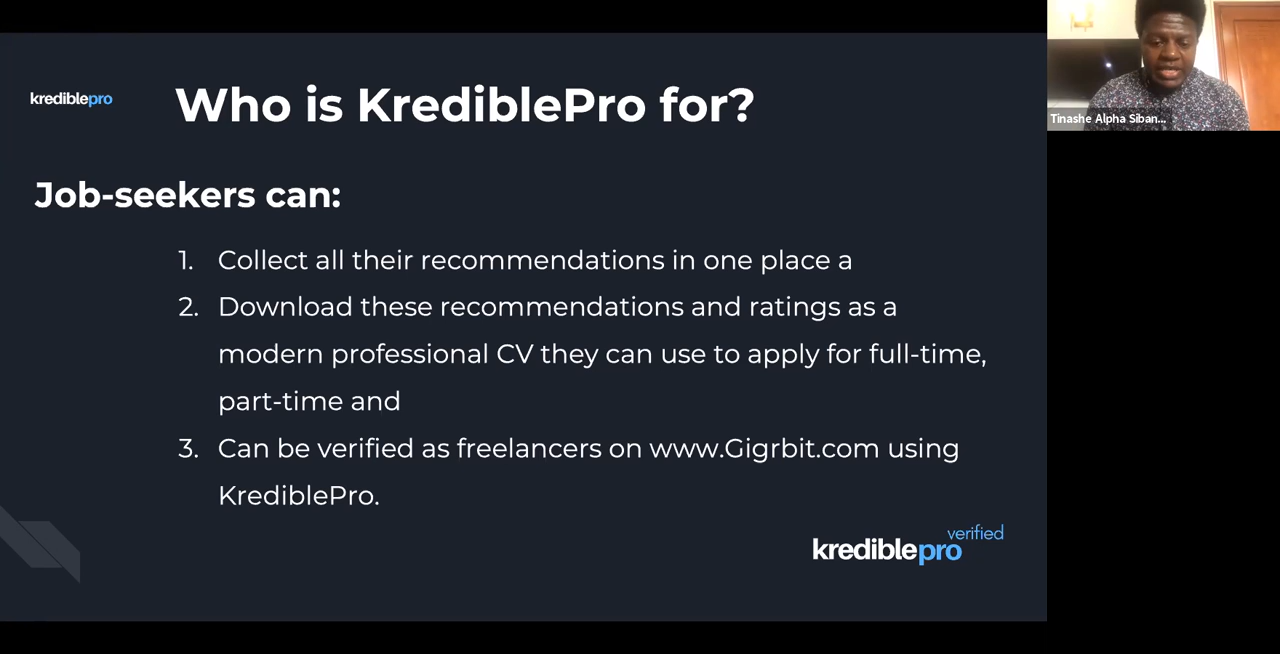 krediblepro
Who is KrediblePro for?
Job-seekers can:
1. Collect all their recommendations in one place a
2. Download these recommendations and ratings as a
modern professional CV they can use to apply for full-time,
part-time and
3. Can be verified as freelancers on www.Gigrbit.com using
KrediblePro.
verified
krediblepro
Tinashe Alpha Siban...